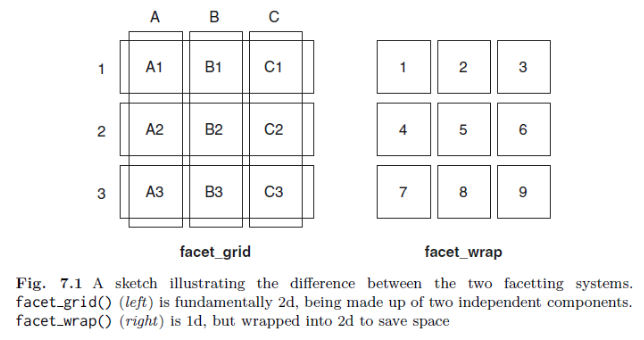 A B C
1 A1 B1 C1 1 2 3
2 A2 B2 C2 4 5 6
3 A3 B3 C3 7 8 9
facet_grid facet_wrap
Fig. 7.1 A sketch illustrating the difference between the two facetting systems.
facet_grid() (left) is fundamentally 2d, being made up of two independent components.
facet_wrap() (right) is 1d, but wrapped into 2d to save space